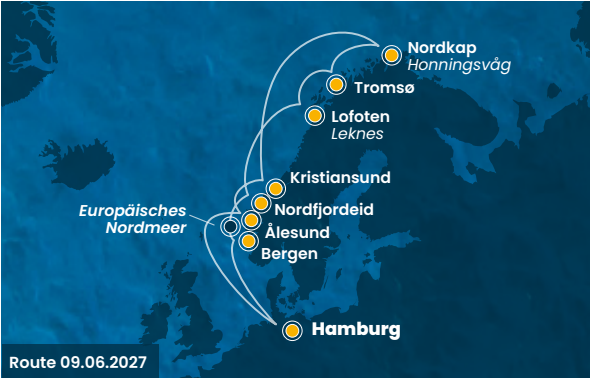 Nordkap
Honningsvåg
Tromsø
Lofoten
Leknes
Kristiansund
Europäisches
Nordmeer
Nordfjordeid
Ålesund
Bergen
Hamburg
Route 09.06.2027